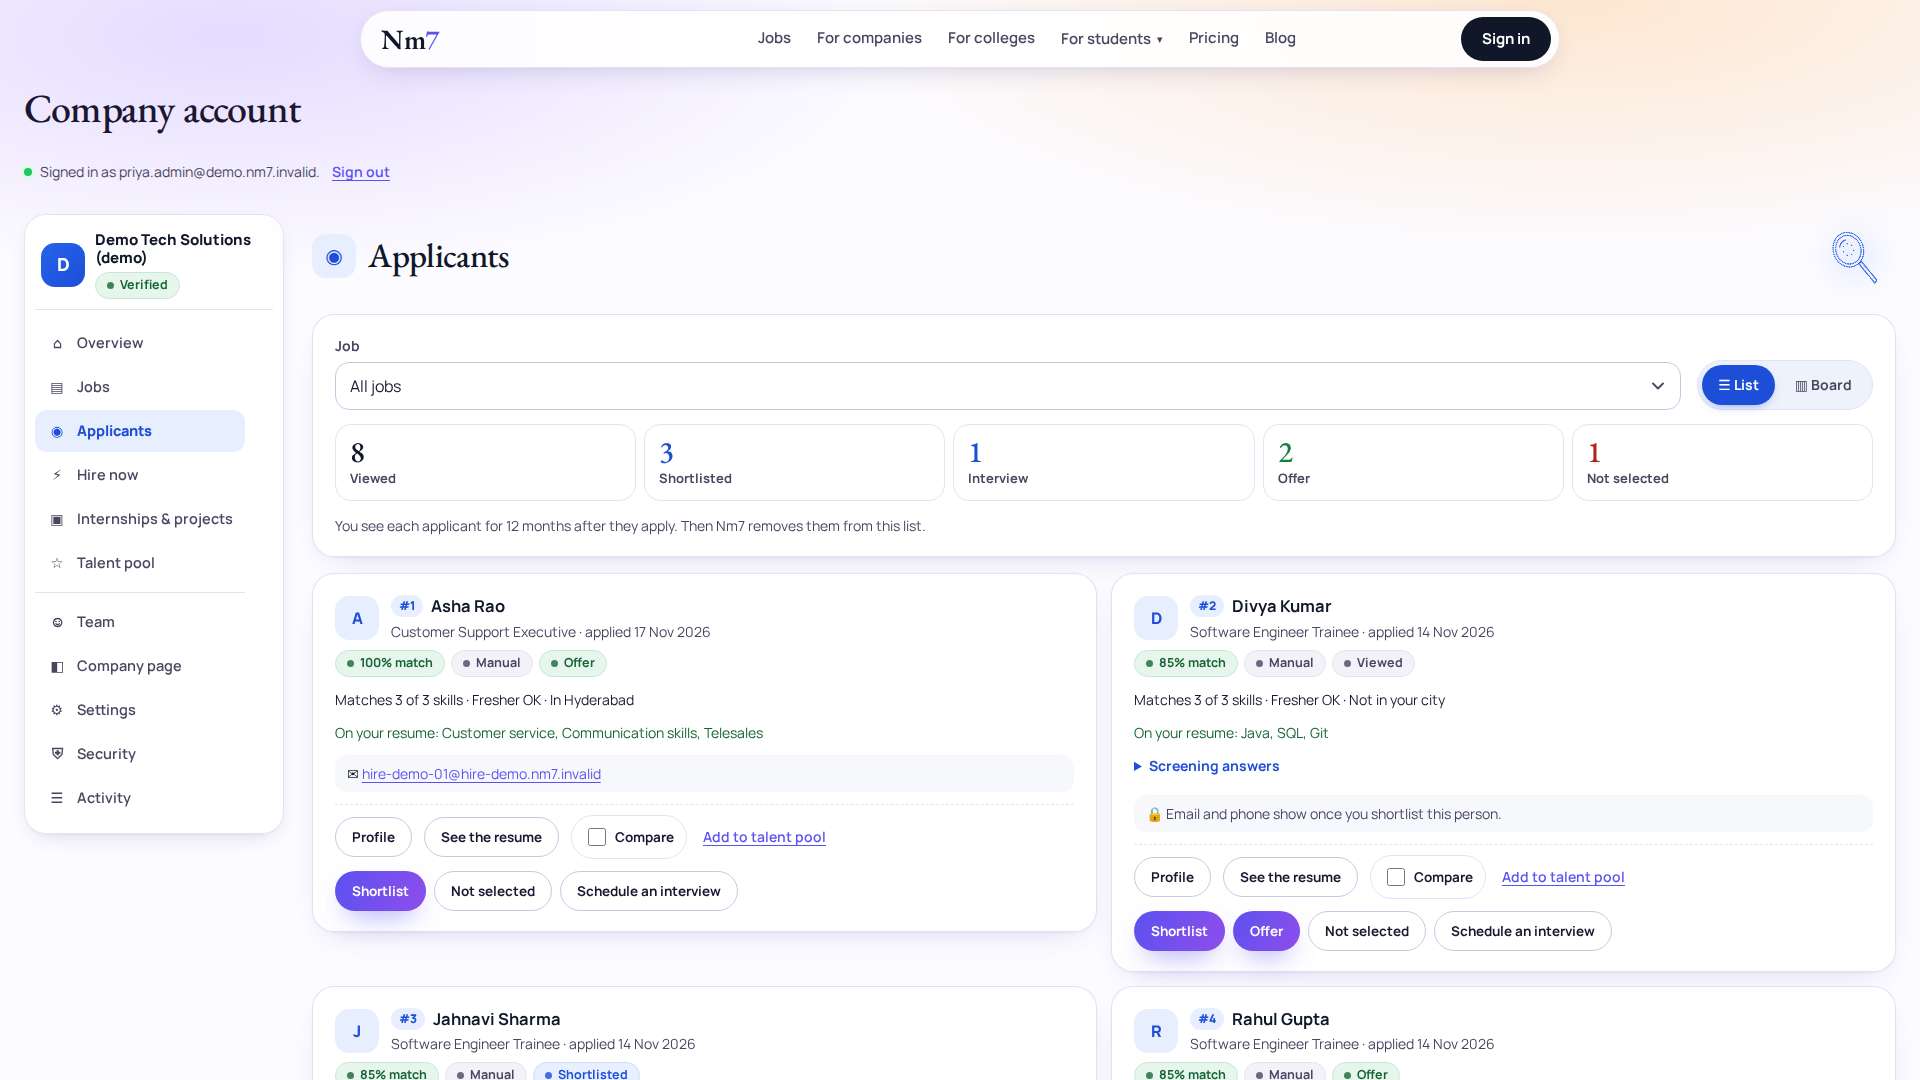 Nm7
Jobs
For companies
For colleges
For students ▾
Pricing
Blog
Sign in
Company account
Signed in as priya.admin@demo.nm7.invalid. Sign out
D
Demo Tech Solutions (demo)
Verified
Overview
Jobs
Applicants
Hire now
Internships & projects
Talent pool
Team
Company page
Settings
Security
Activity
Applicants
Job
All jobs
List
Board
8
Viewed
3
Shortlisted
1
Interview
2
Offer
1
Not selected
You see each applicant for 12 months after they apply. Then Nm7 removes them from this list.
A
#1 Asha Rao
Customer Support Executive · applied 17 Nov 2026
100% match
Manual
Offer
Matches 3 of 3 skills · Fresher OK · In Hyderabad
On your resume: Customer service, Communication skills, Telesales
hire-demo-01@hire-demo.nm7.invalid
Profile
See the resume
Compare
Add to talent pool
Shortlist
Not selected
Schedule an interview
D
#2 Divya Kumar
Software Engineer Trainee · applied 14 Nov 2026
85% match
Manual
Viewed
Matches 3 of 3 skills · Fresher OK · Not in your city
On your resume: Java, SQL, Git
Screening answers
Email and phone show once you shortlist this person.
Profile
See the resume
Compare
Add to talent pool
Shortlist
Offer
Not selected
Schedule an interview
J
#3 Jahnavi Sharma
Software Engineer Trainee · applied 14 Nov 2026
85% match
Manual
Shortlisted
R
#4 Rahul Gupta
Software Engineer Trainee · applied 14 Nov 2026
85% match
Manual
Offer